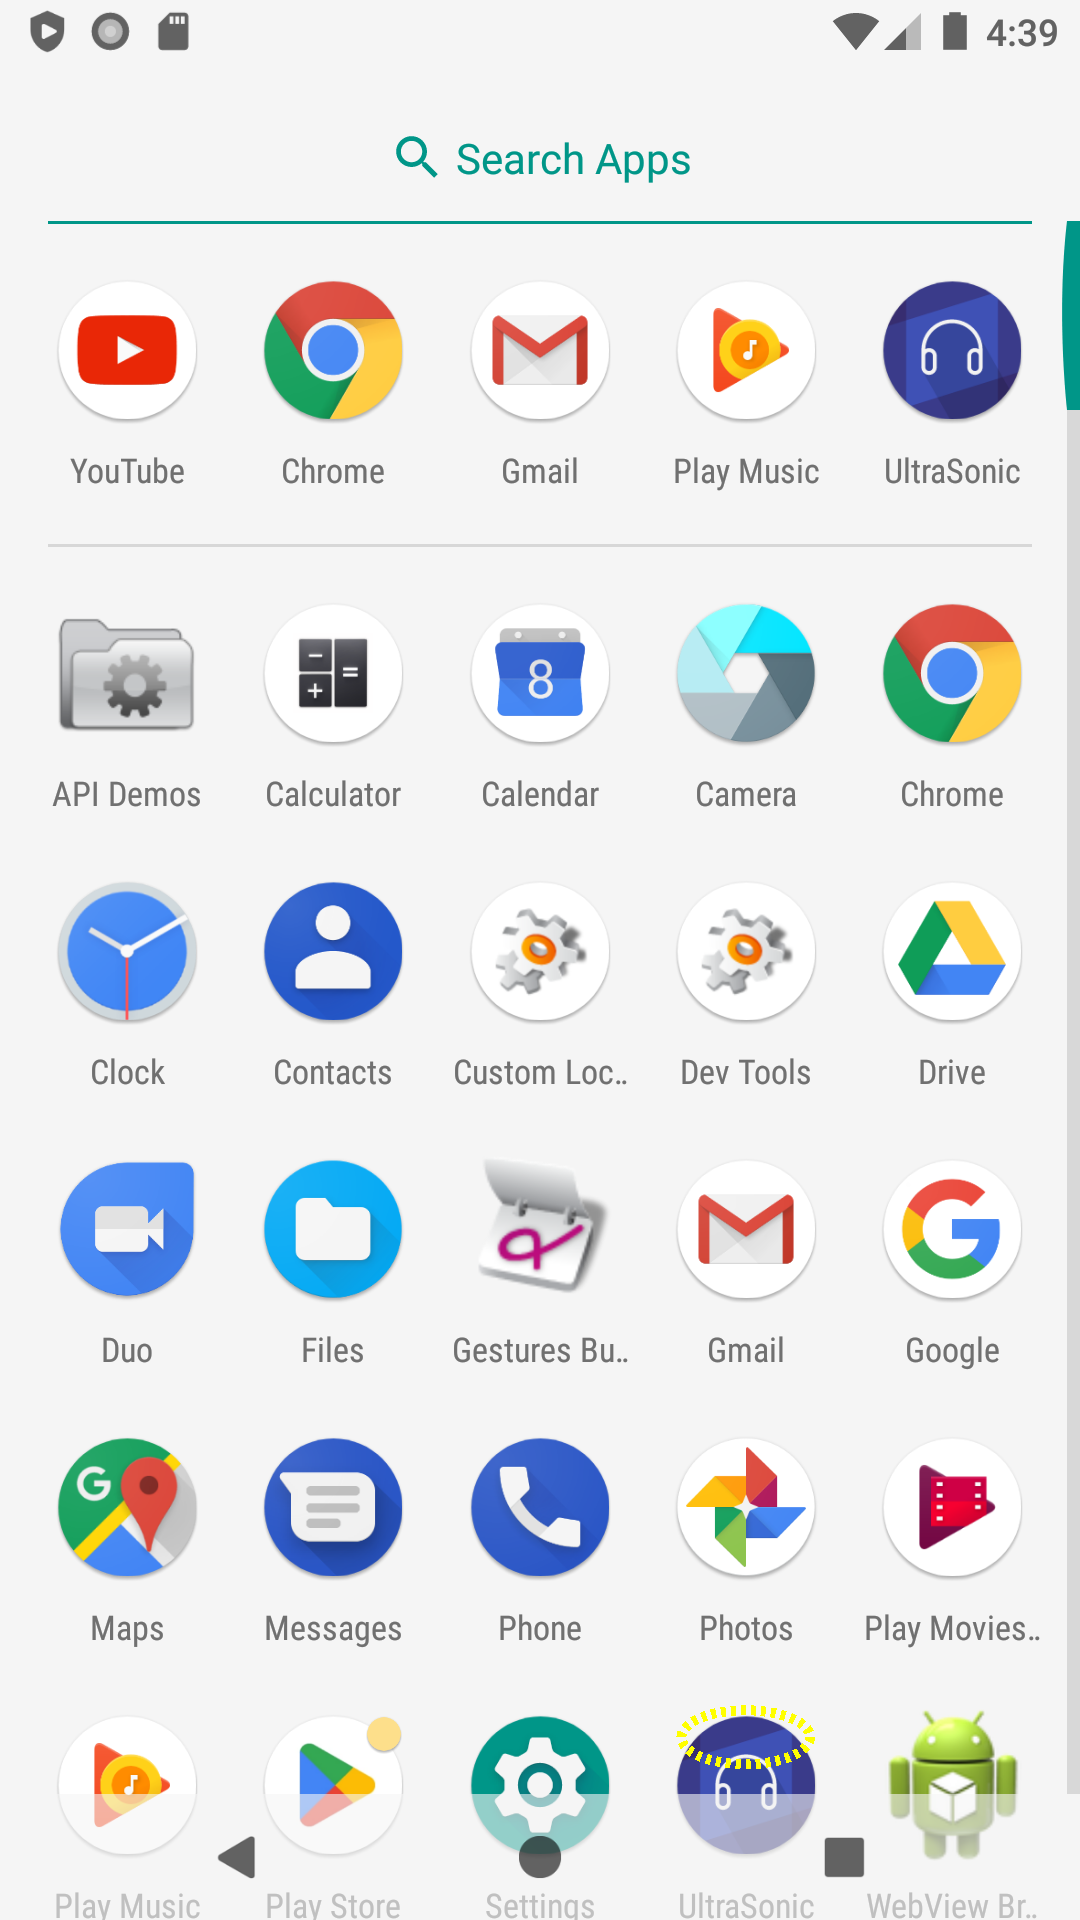 4:39
Search Apps
YouTube Chrome Gmail Play Music UltraSonic
8
API Demos Calculator Calendar Camera Chrome
Clock Contacts Custom Loc.. Dev Tools Drive
Duo Files Gestures Bu.. Gmail Google
Maps Messages Phone Photos Play Movies..
Play Music Play Store Settings UltraSonic WebView Br..